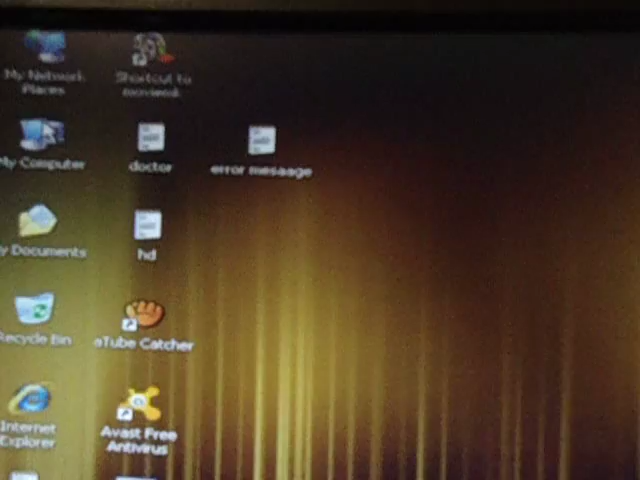 My Network
Places
Shortcut to
My Computer
doctor
error mesaage
y Documents
hd
Recycle Bin
aTube Catcher
Internet
Explorer
Avast Free
Antivirus